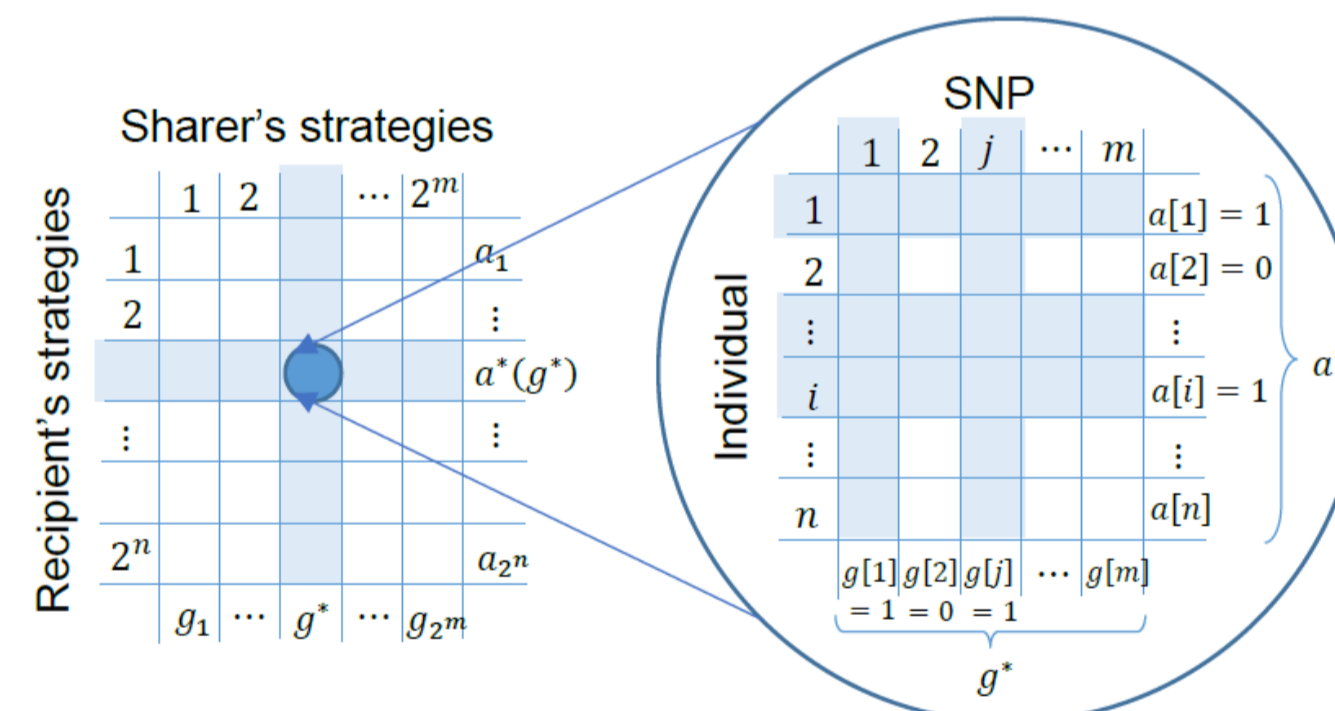 Sharer's strategies
Recipient's strategies
1 2 ⋯ 2^m
1 a_1
2 ⋮
a^*(g^*)
⋮ ⋮
2^n a_{2^n}
g_1 ⋯ g^* ⋯ g_{2^m}
SNP
Individual
1 2 j ⋯ m
1 a[1] = 1
2 a[2] = 0
⋮ ⋮
i a[i] = 1
⋮ ⋮
n a[n]
a
g[1] g[2] g[j] ⋯ g[m]
= 1 = 0 = 1
g^*